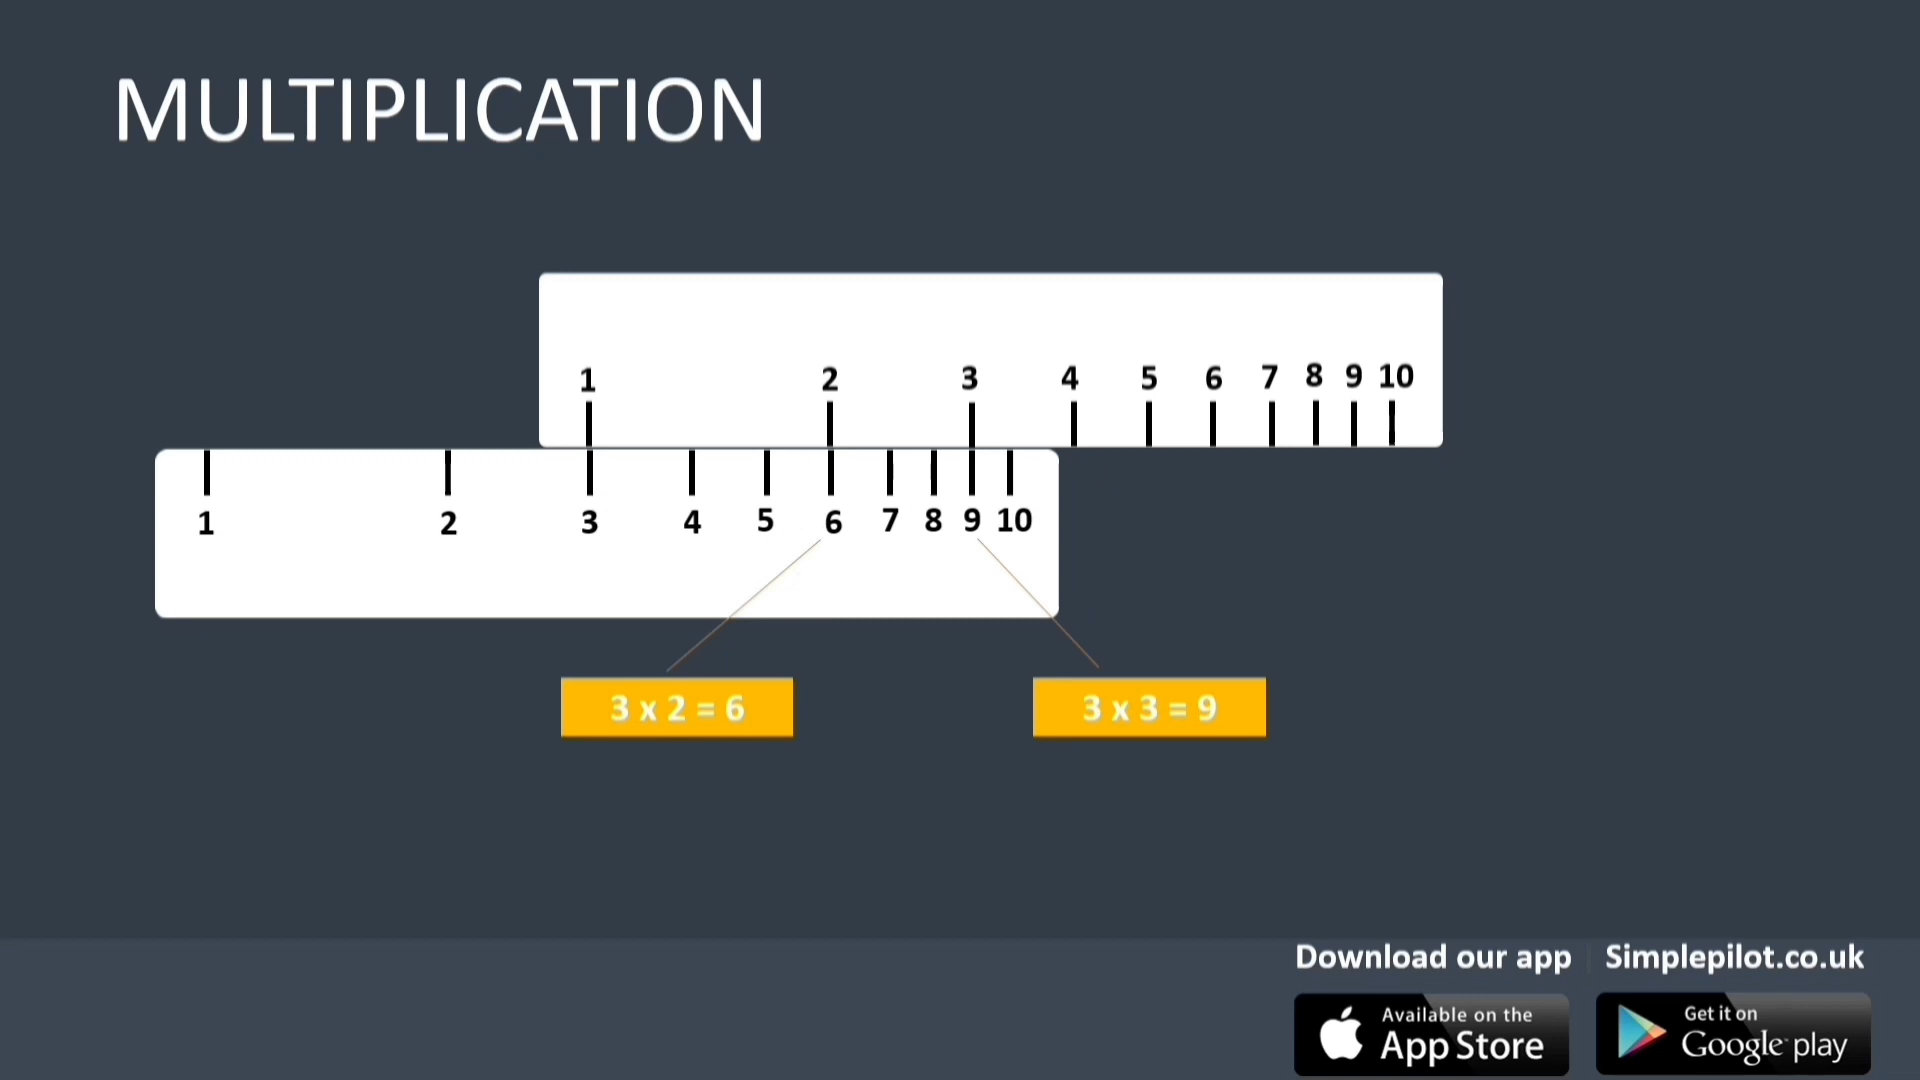 MULTIPLICATION
1 2 3 4 5 6 7 8 9 10
1 2 3 4 5 6 7 8 9 10
3 x 2 = 6
3 x 3 = 9
Download our app
Simplepilot.co.uk
Available on the
App Store
Get it on
Google play